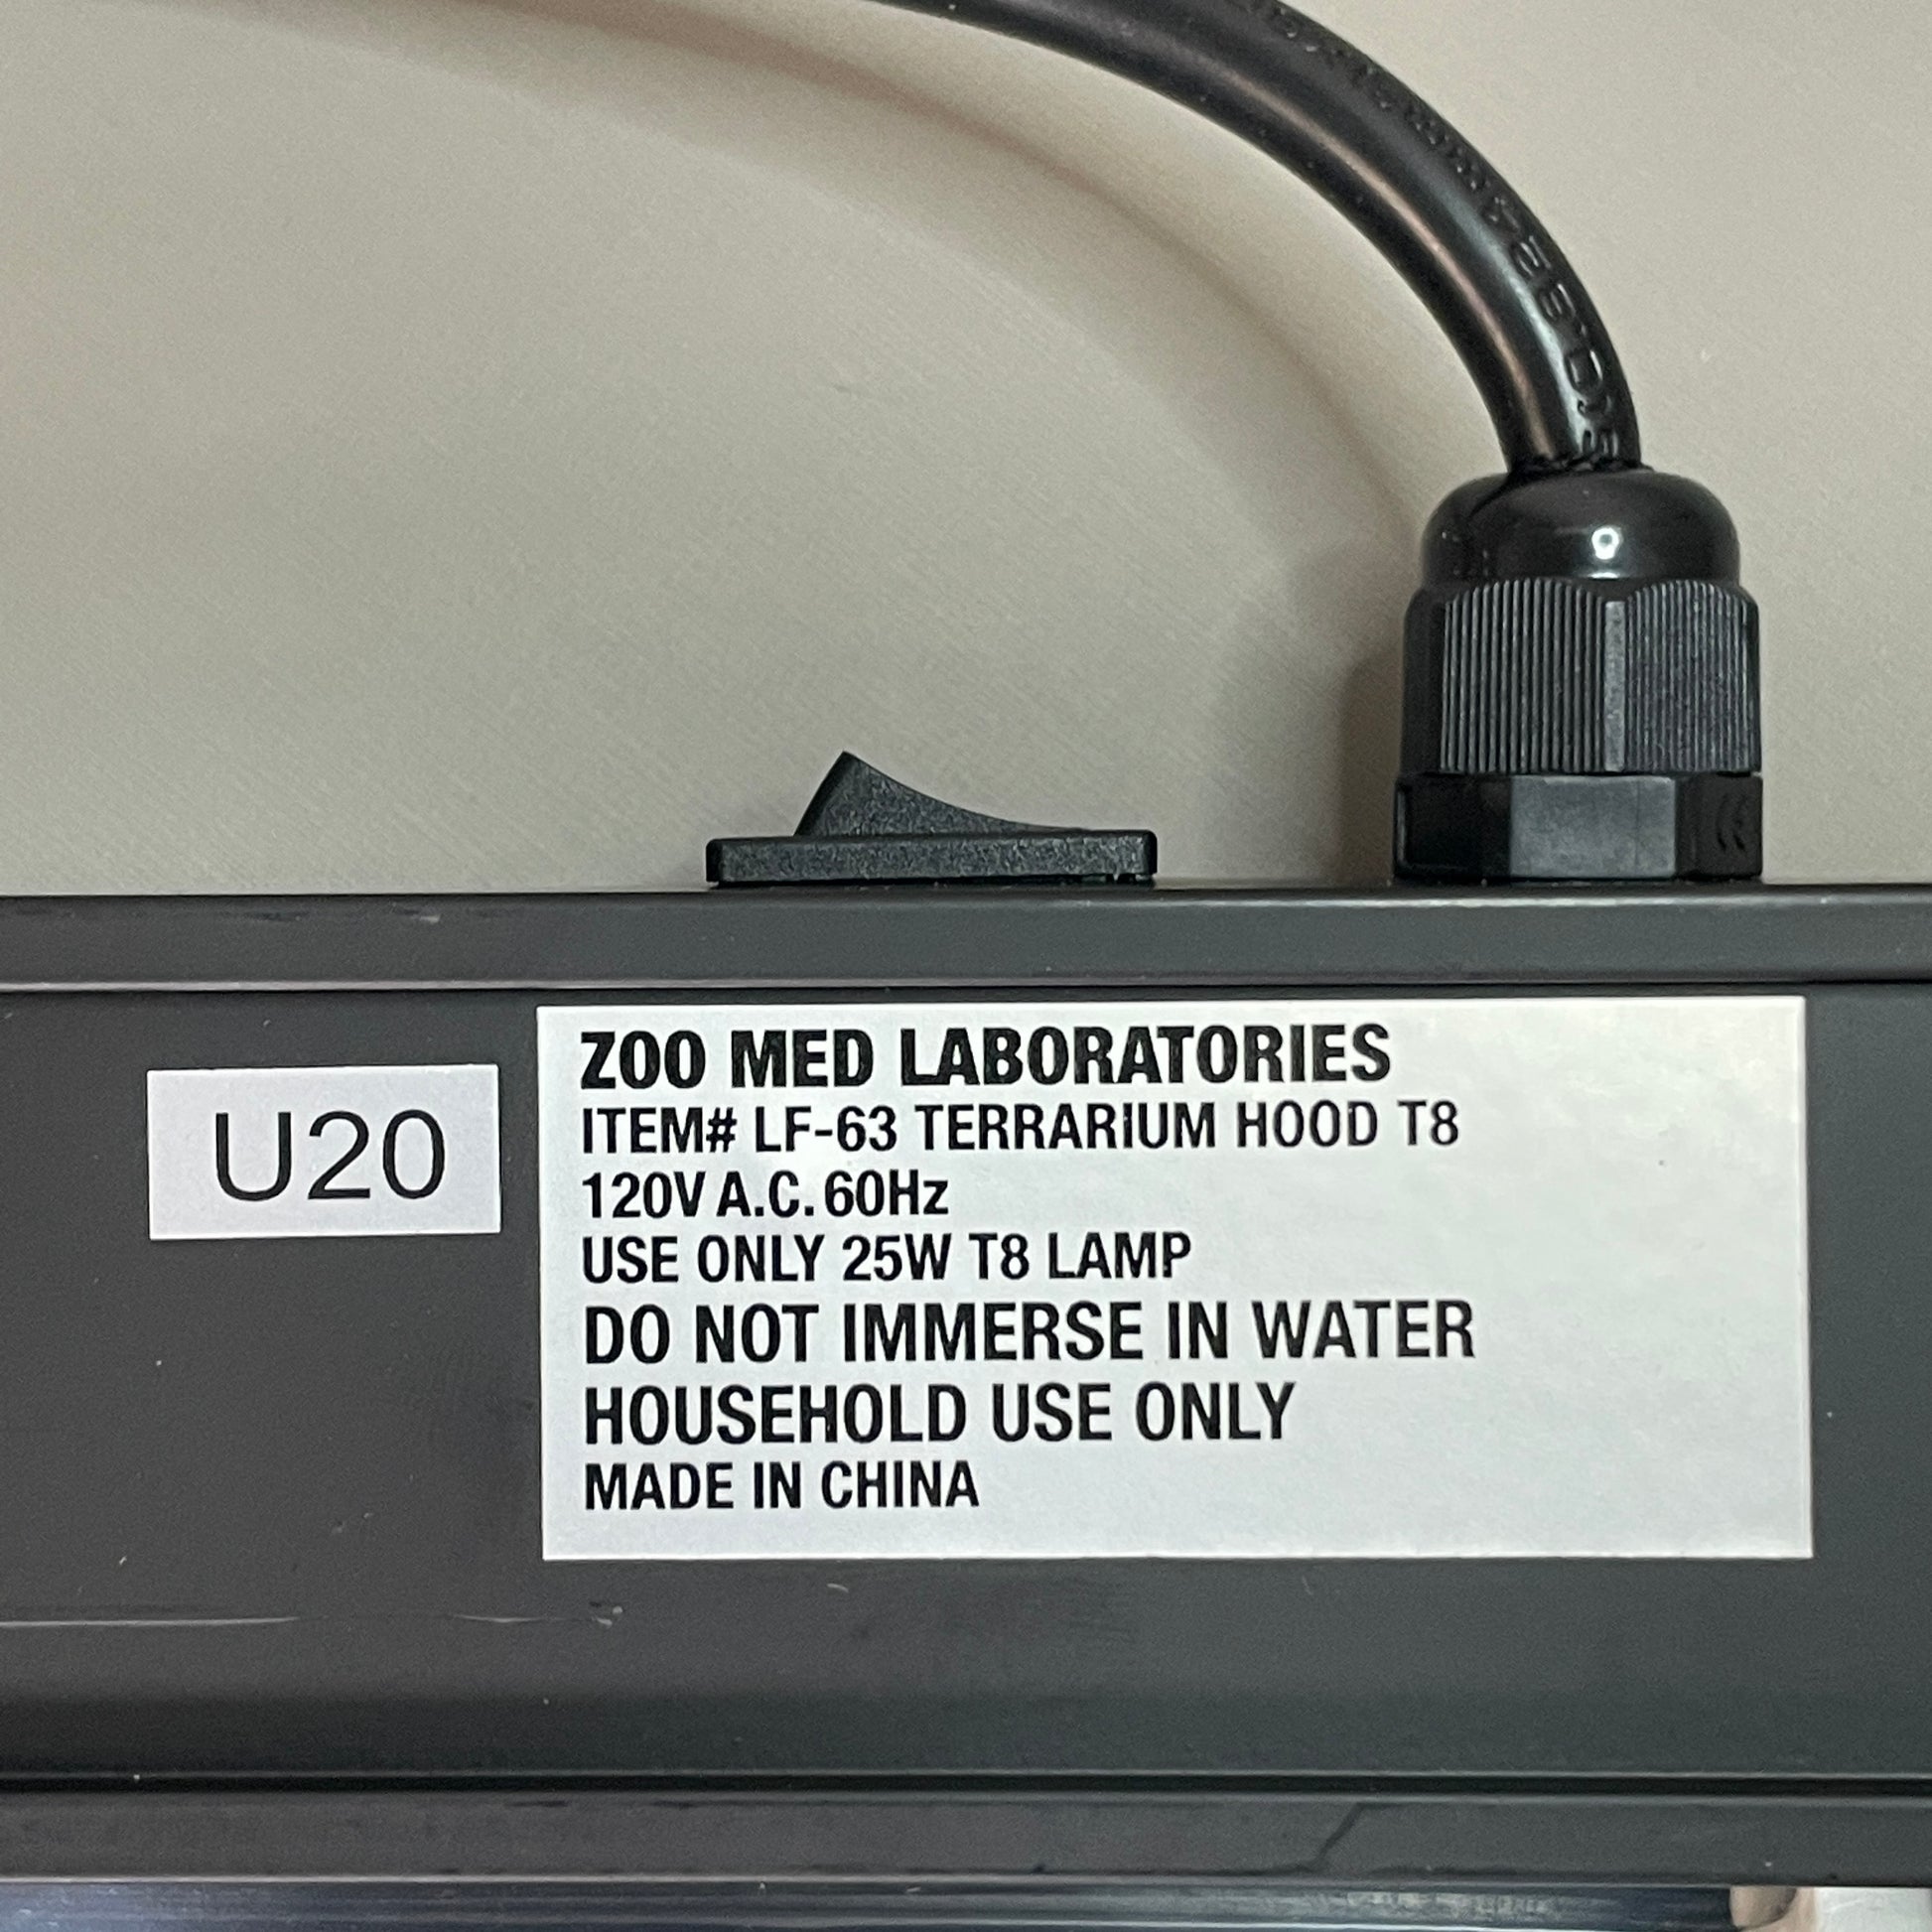 U20
ZOO MED LABORATORIES
ITEM# LF-63 TERRARIUM HOOD T8
120V A.C. 60Hz
USE ONLY 25W T8 LAMP
DO NOT IMMERSE IN WATER
HOUSEHOLD USE ONLY
MADE IN CHINA